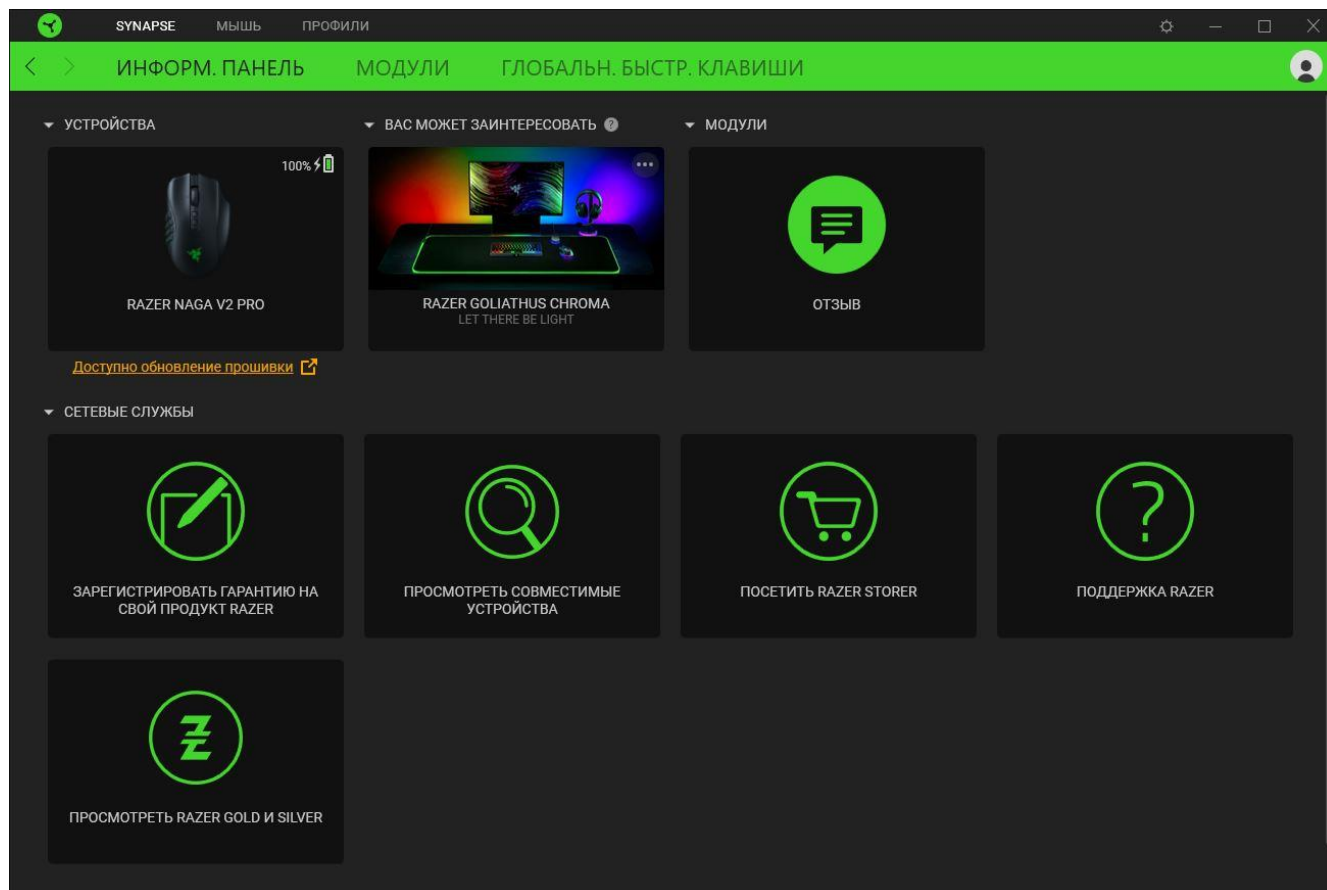 SYNAPSE МЫШЬ ПРОФИЛИ
ИНФОРМ. ПАНЕЛЬ МОДУЛИ ГЛОБАЛЬН. БЫСТР. КЛАВИШИ
УСТРОЙСТВА
100%
RAZER NAGA V2 PRO
Доступно обновление прошивки
ВАС МОЖЕТ ЗАИНТЕРЕСОВАТЬ ?
RAZER GOLIATHUS CHROMA
LET THERE BE LIGHT
МОДУЛИ
ОТЗЫВ
СЕТЕВЫЕ СЛУЖБЫ
ЗАРЕГИСТРИРОВАТЬ ГАРАНТИЮ НА
СВОЙ ПРОДУКТ RAZER
ПРОСМОТРЕТЬ СОВМЕСТИМЫЕ
УСТРОЙСТВА
ПОСЕТИТЬ RAZER STORER
ПОДДЕРЖКА RAZER
ПРОСМОТРЕТЬ RAZER GOLD И SILVER